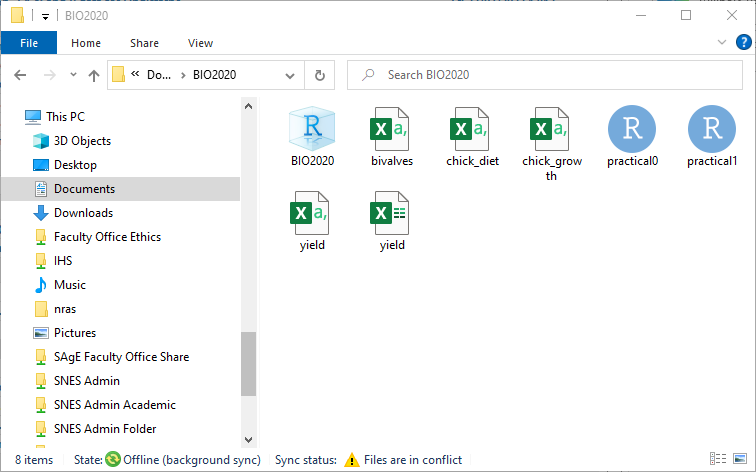 BIO2020
File Home Share View
Do... BIO2020 Search BIO2020
This PC
3D Objects
Desktop
Documents
Downloads
Faculty Office Ethics
IHS
Music
nras
Pictures
SAgE Faculty Office Share
SNES Admin
SNES Admin Academic
SNES Admin Folder
R
BIO2020
X a,
bivalves
X a,
chick_diet
X a,
chick_grow
th
R
practical0
R
practical1
X a,
yield
X
yield
8 items State: Offline (background sync) Sync status: Files are in conflict